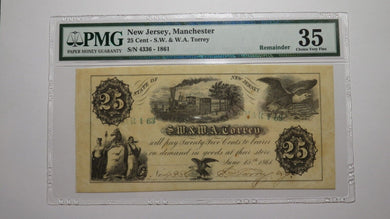 PMG
PAPER MONEY GUARANTY
New Jersey, Manchester
25 Cent - S.W. & W.A. Torrey
S/N 4336 - 1861
Remainder
35
Choice Very Fine
STATE OF
NEW JERSEY
25
25
S.W. & W.A. Torrey
will pay Twenty Five Cents to bearer
on demand in goods at their store.
June 15th 1861